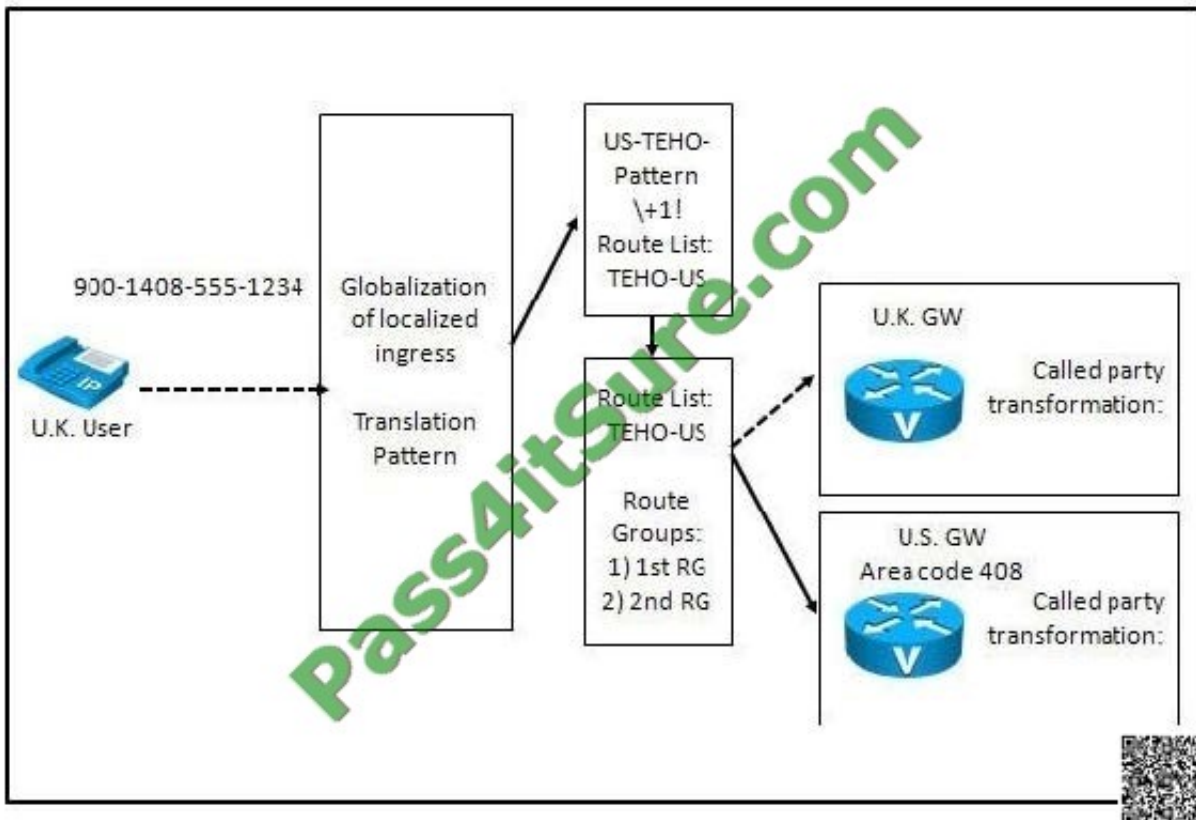 900-1408-555-1234
IP
U.K. User
Globalization
of localized
ingress
Translation
Pattern
US-TEHO-
Pattern
\+1!
Route List:
TEHO-US
Route List:
TEHO-US
Route
Groups:
1) 1st RG
2) 2nd RG
U.K. GW
V
Called party
transformation:
U.S. GW
Area code 408
V
Called party
transformation:
Pass4itSure.com